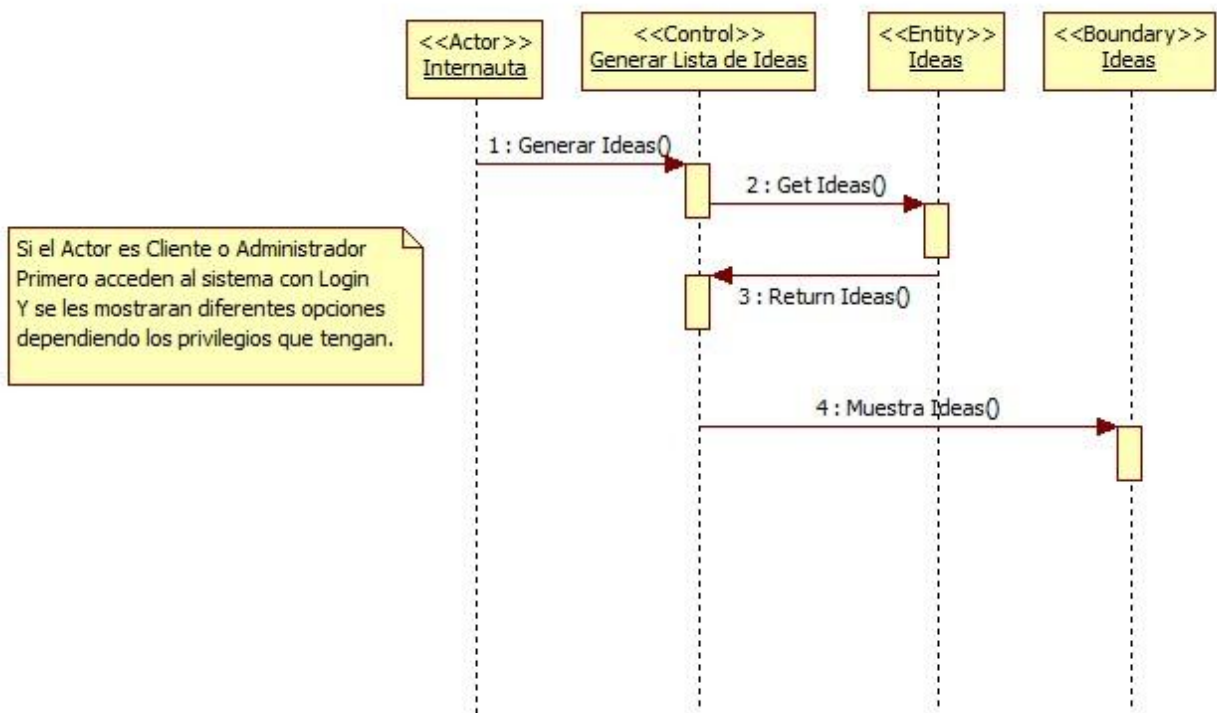 <<Actor>>
Internauta
<<Control>>
Generar Lista de Ideas
<<Entity>>
Ideas
<<Boundary>>
Ideas
1 : Generar Ideas()
2 : Get Ideas()
Si el Actor es Cliente o Administrador
Primero acceden al sistema con Login
Y se les mostraran diferentes opciones
dependiendo los privilegios que tengan.
3 : Return Ideas()
4 : Muestra Ideas()